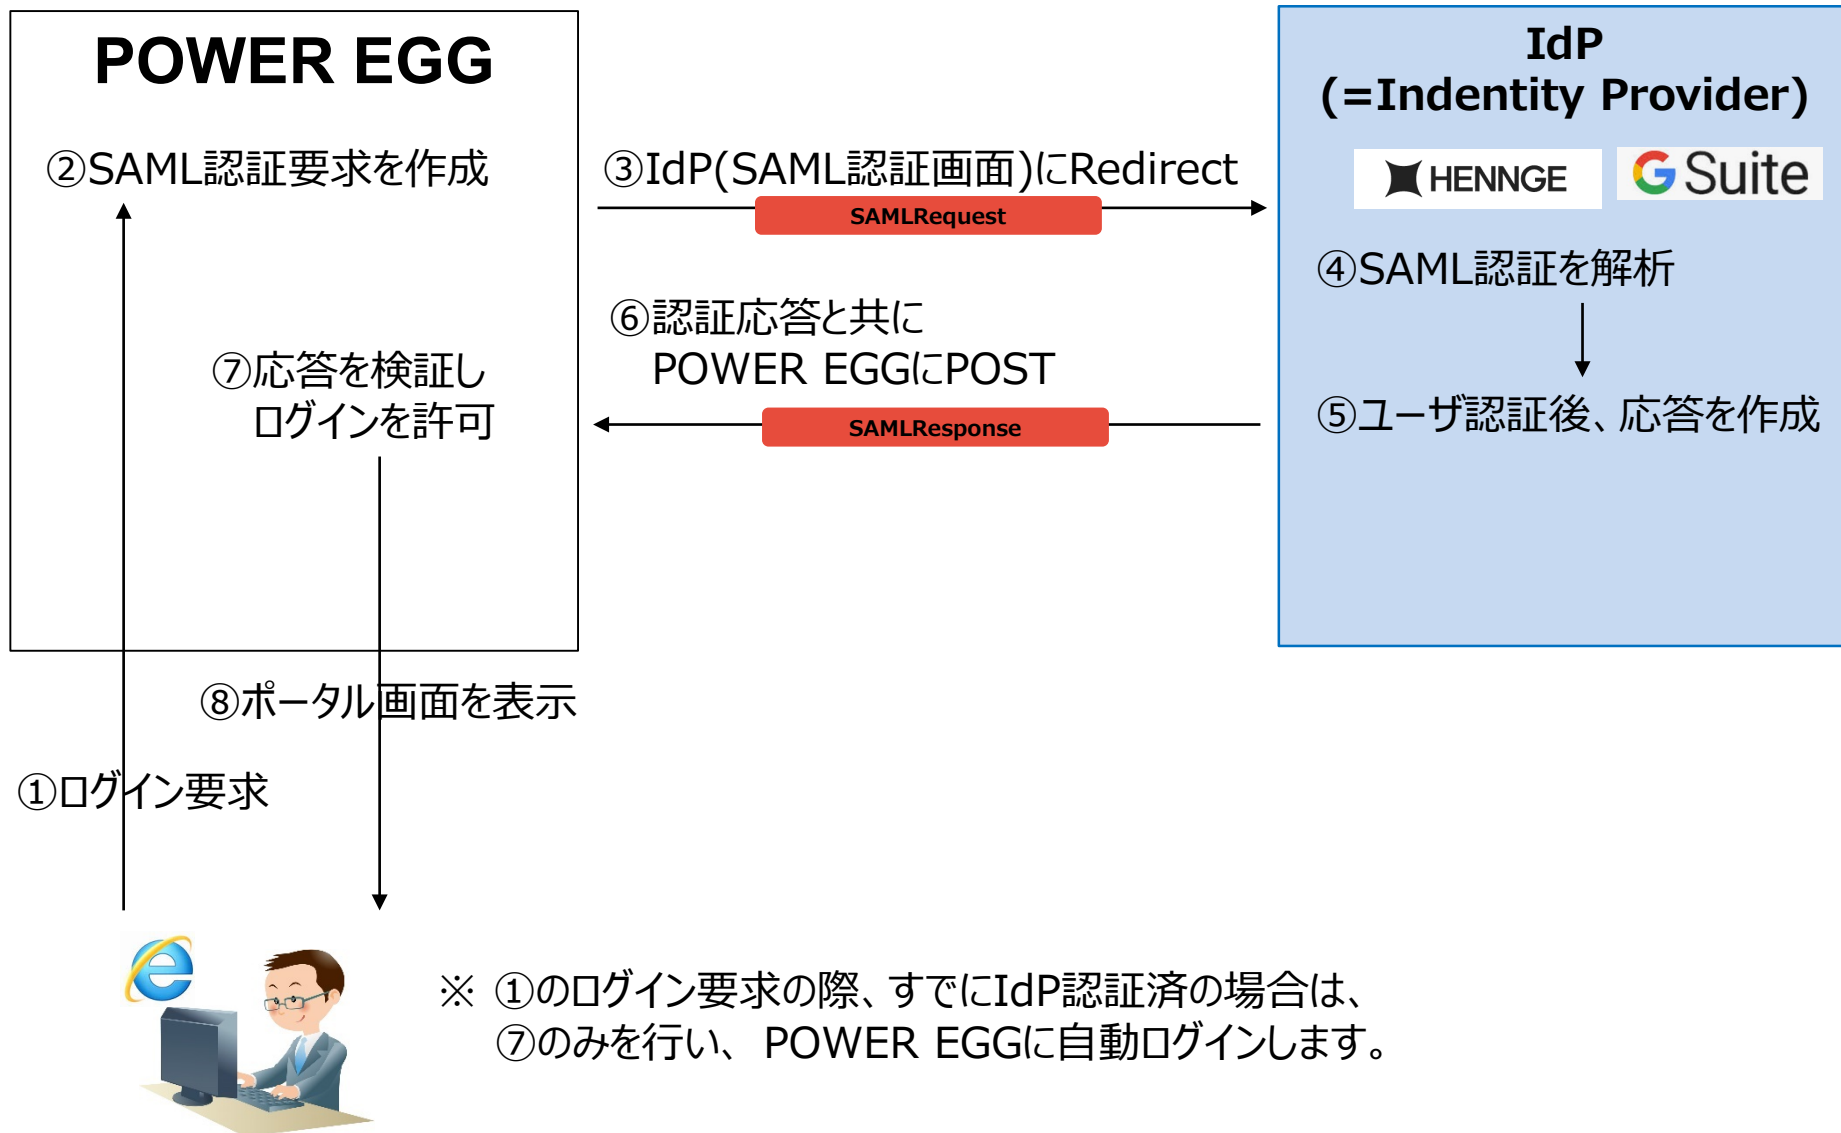 POWER EGG
②SAML認証要求を作成
③IdP(SAML認証画面)にRedirect
SAMLRequest
IdP
(=Indentity Provider)
HENNGE
G Suite
④SAML認証を解析
⑤ユーザ認証後、応答を作成
⑥認証応答と共に
POWER EGGにPOST
SAMLResponse
⑦応答を検証し
ログインを許可
⑧ポータル画面を表示
①ログイン要求
※ ①のログイン要求の際、すでにIdP認証済の場合は、
⑦のみを行い、 POWER EGGに自動ログインします。